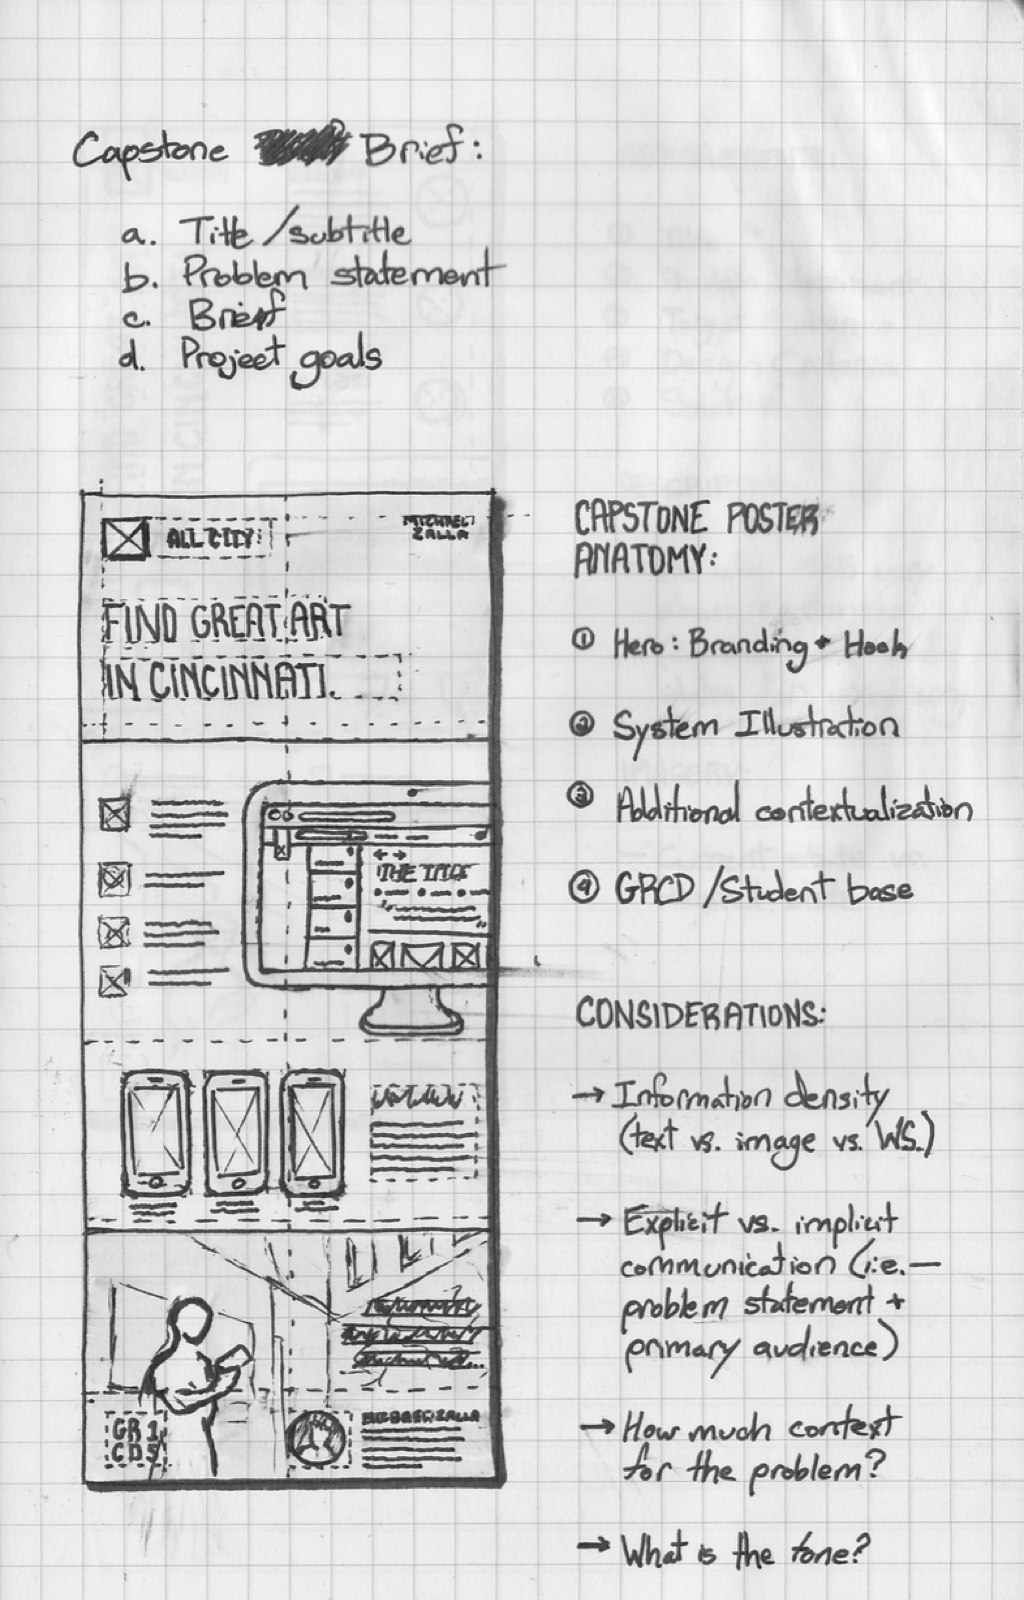 Capstone Brief:
a. Title/subtitle
b. Problem statement
c. Brief
d. Project goals
ALL CITY
MICHAEL
ZALLA
FIND GREAT ART
IN CINCINNATI.
THE TITLE
GR1
CD5
CAPSTONE POSTER
ANATOMY:
① Hero: Branding + Hook
② System Illustration
③ Additional contextualization
④ GRCD/Student base
CONSIDERATIONS:
→ Information density
(text vs. image vs. WS.)
→ Explicit vs. implicit
communication (i.e.—
problem statement +
primary audience)
→ How much context
for the problem?
→ What is the tone?